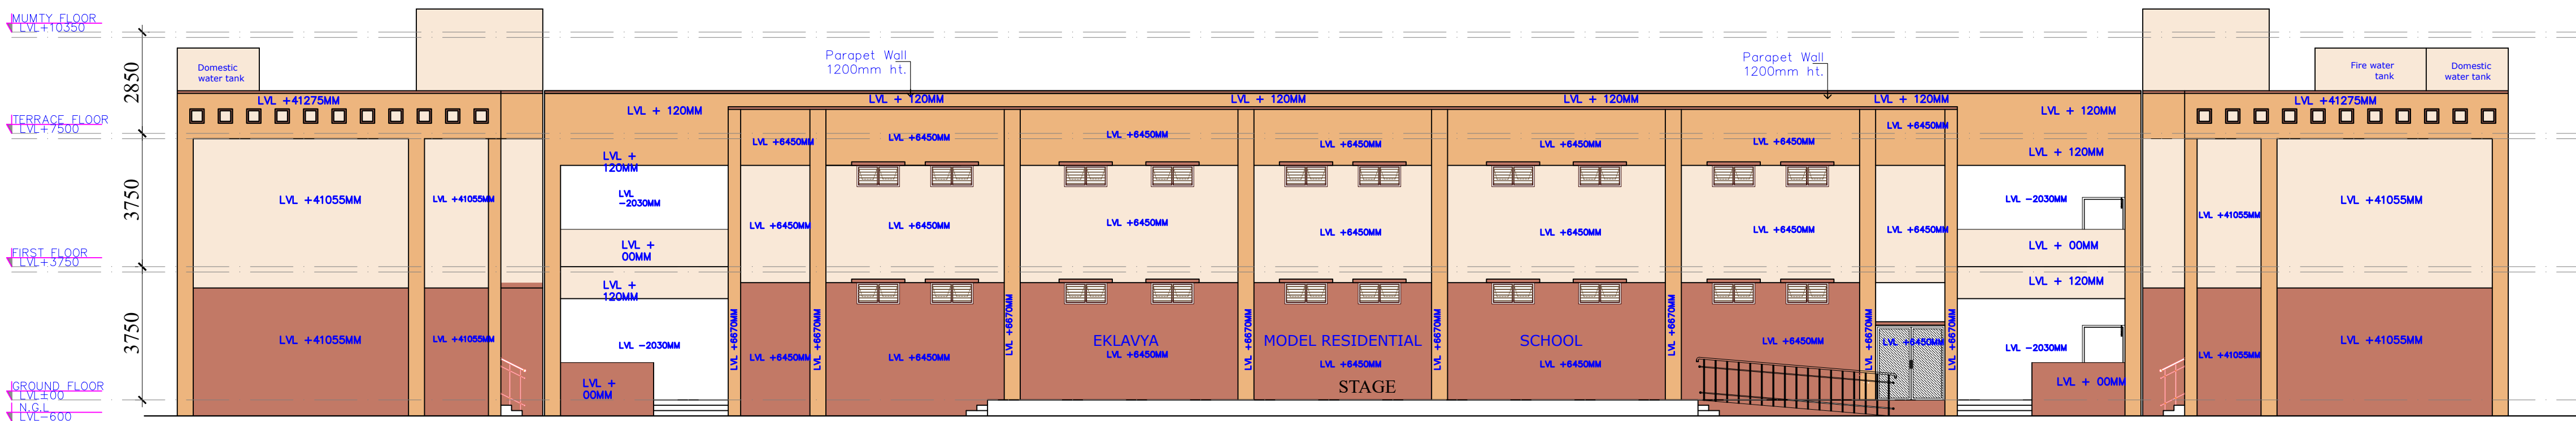 MUMTY FLOOR
LVL+10350
2850
TERRACE FLOOR
LVL+7500
3750
FIRST FLOOR
LVL+3750
3750
GROUND FLOOR
LVL±00
N.G.L
LVL-600
Domestic
water tank
Parapet Wall
1200mm ht.
Parapet Wall
1200mm ht.
Fire water
tank
Domestic
water tank
LVL +41275MM
LVL + 120MM
LVL + 120MM
LVL + 120MM
LVL + 120MM
LVL + 120MM
LVL + 120MM
LVL +41275MM
LVL +
120MM
LVL +6450MM
LVL +6450MM
LVL +6450MM
LVL +6450MM
LVL +6450MM
LVL +6450MM
LVL +6450MM
LVL + 120MM
LVL +41055MM
LVL +41055MM
LVL
-2030MM
LVL +6450MM
LVL +6450MM
LVL +6450MM
LVL +6450MM
LVL +6450MM
LVL +6450MM
LVL +6450MM
LVL -2030MM
LVL +41055MM
LVL +41055MM
LVL +
00MM
LVL + 00MM
LVL +
120MM
LVL + 120MM
LVL +41055MM
LVL +41055MM
LVL -2030MM
LVL +6670MM
LVL +6450MM
LVL +6670MM
LVL +6450MM
LVL +6670MM
EKLAVYA
LVL +6450MM
LVL +6670MM
MODEL RESIDENTIAL
LVL +6450MM
STAGE
LVL +6670MM
SCHOOL
LVL +6450MM
LVL +6670MM
LVL +6450MM
LVL +6670MM
LVL +6450MM
LVL +6670MM
LVL -2030MM
LVL +41055MM
LVL +41055MM
LVL +
00MM
LVL + 00MM